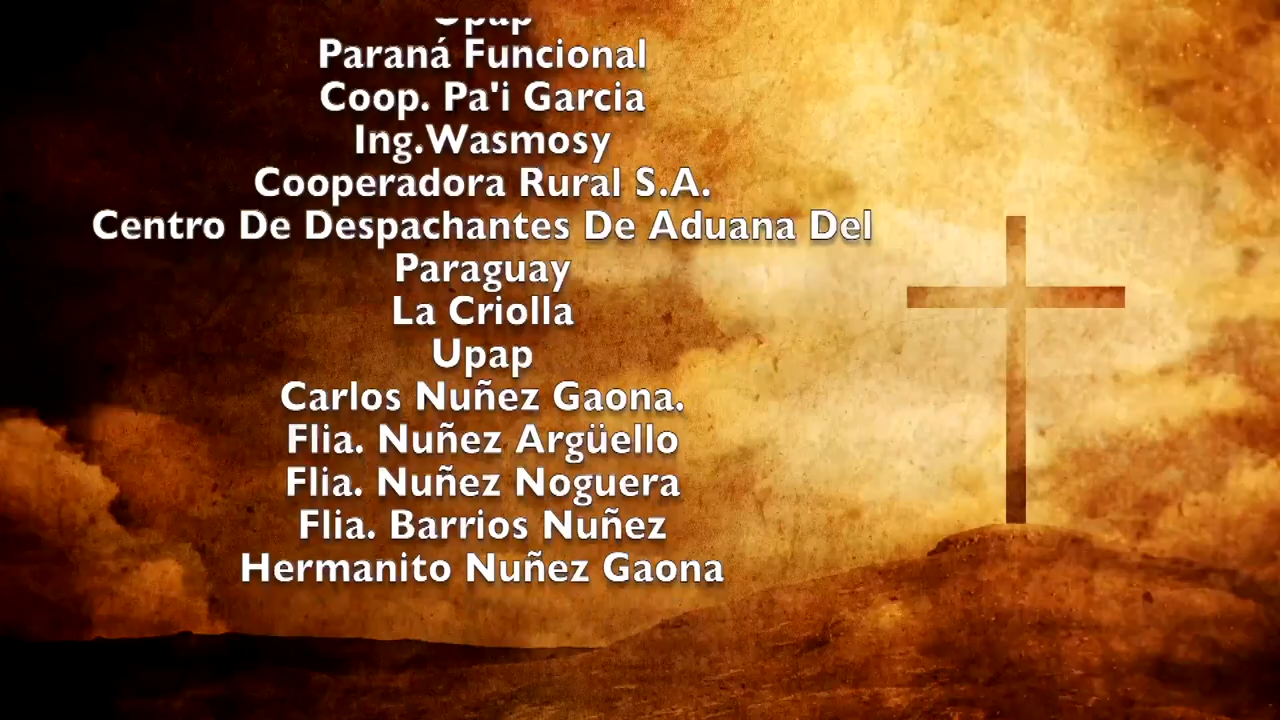 Upap
Paraná Funcional
Coop. Pa'i Garcia
Ing.Wasmosy
Cooperadora Rural S.A.
Centro De Despachantes De Aduana Del
Paraguay
La Criolla
Upap
Carlos Nuñez Gaona.
Flia. Nuñez Argüello
Flia. Nuñez Noguera
Flia. Barrios Nuñez
Hermanito Nuñez Gaona